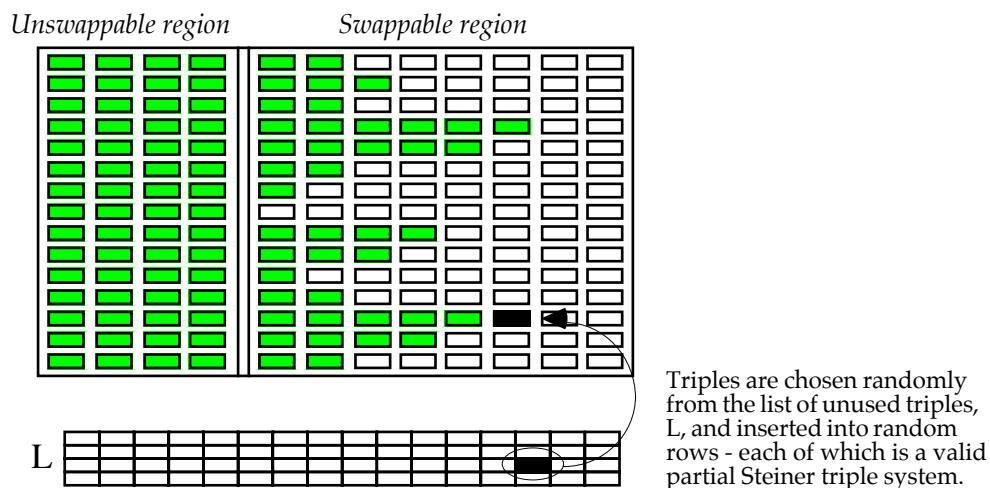 Unswappable region
Swappable region
L
Triples are chosen randomly
from the list of unused triples,
L, and inserted into random
rows - each of which is a valid
partial Steiner triple system.